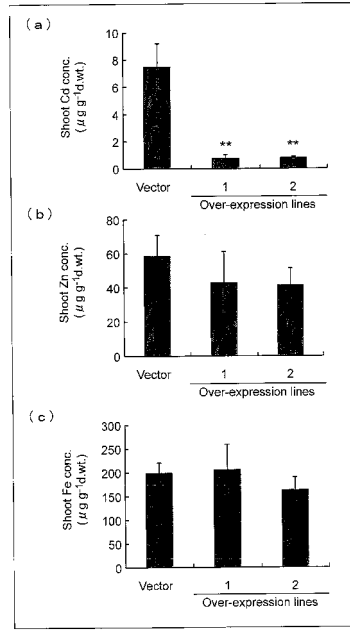 (a)
Shoot Cd conc.
(μg g-1d.wt.)
10
8
6
4
2
0
** **
Vector 1 2
Over-expression lines
(b)
Shoot Zn conc.
(μg g-1d.wt.)
80
60
40
20
0
Vector 1 2
Over-expression lines
(c)
Shoot Fe conc.
(μg g-1d.wt.)
300
250
200
150
100
50
0
Vector 1 2
Over-expression lines